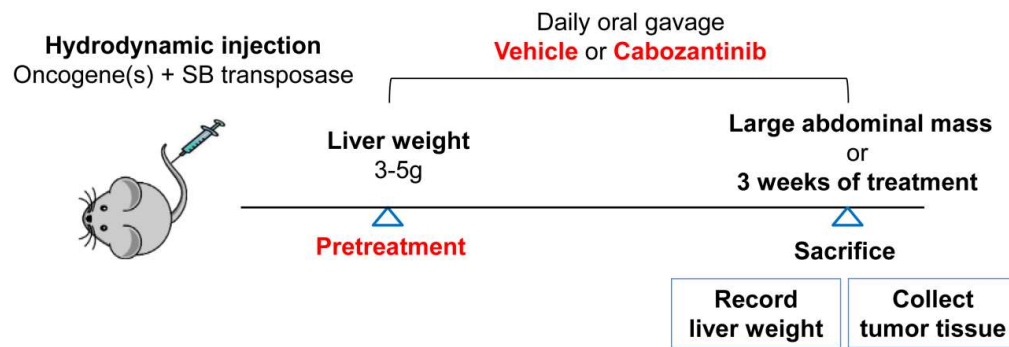 Hydrodynamic injection
Oncogene(s) + SB transposase
Daily oral gavage
Vehicle or Cabozantinib
Liver weight
3-5g
Large abdominal mass
or
3 weeks of treatment
Pretreatment
Sacrifice
Record
liver weight
Collect
tumor tissue